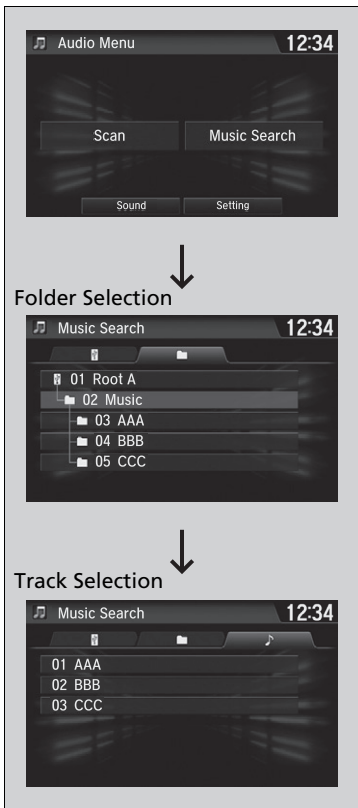 Audio Menu 12:34
Scan Music Search
Sound Setting
Folder Selection
Music Search 12:34
01 Root A
02 Music
03 AAA
04 BBB
05 CCC
Track Selection
Music Search 12:34
01 AAA
02 BBB
03 CCC